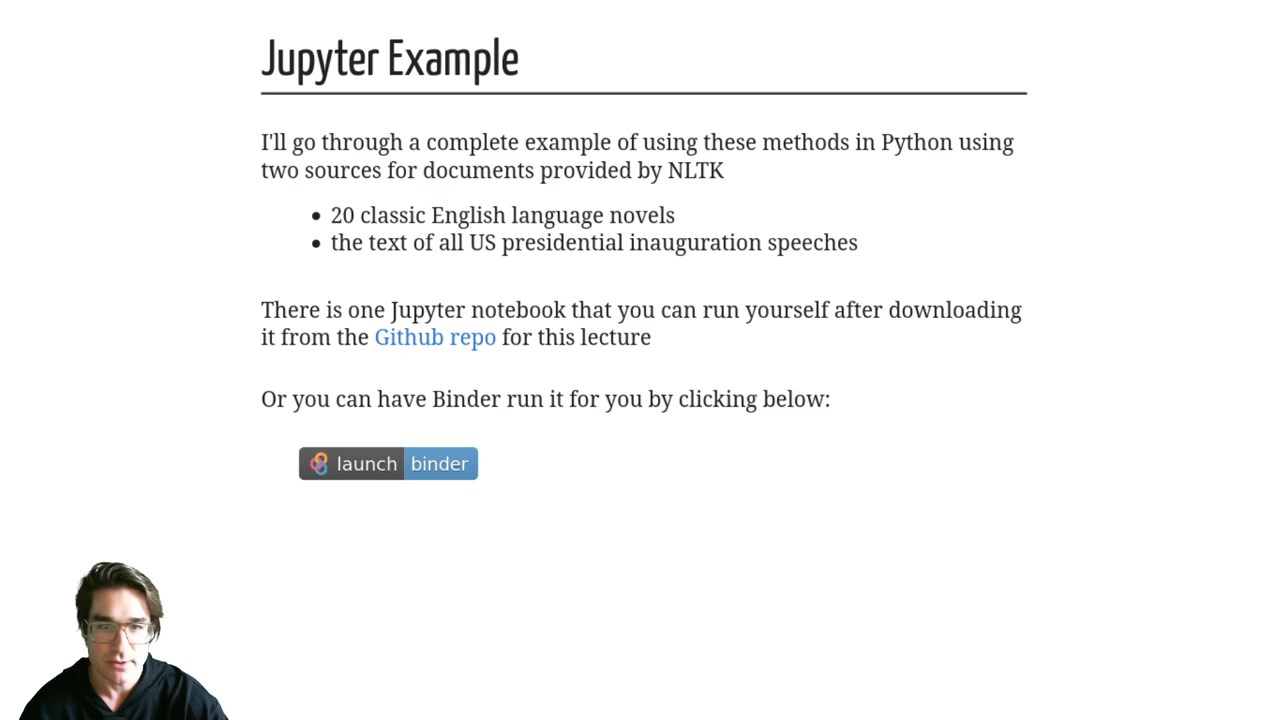 Jupyter Example
I'll go through a complete example of using these methods in Python using
two sources for documents provided by NLTK
• 20 classic English language novels
• the text of all US presidential inauguration speeches
There is one Jupyter notebook that you can run yourself after downloading
it from the Github repo for this lecture
Or you can have Binder run it for you by clicking below:
launch binder